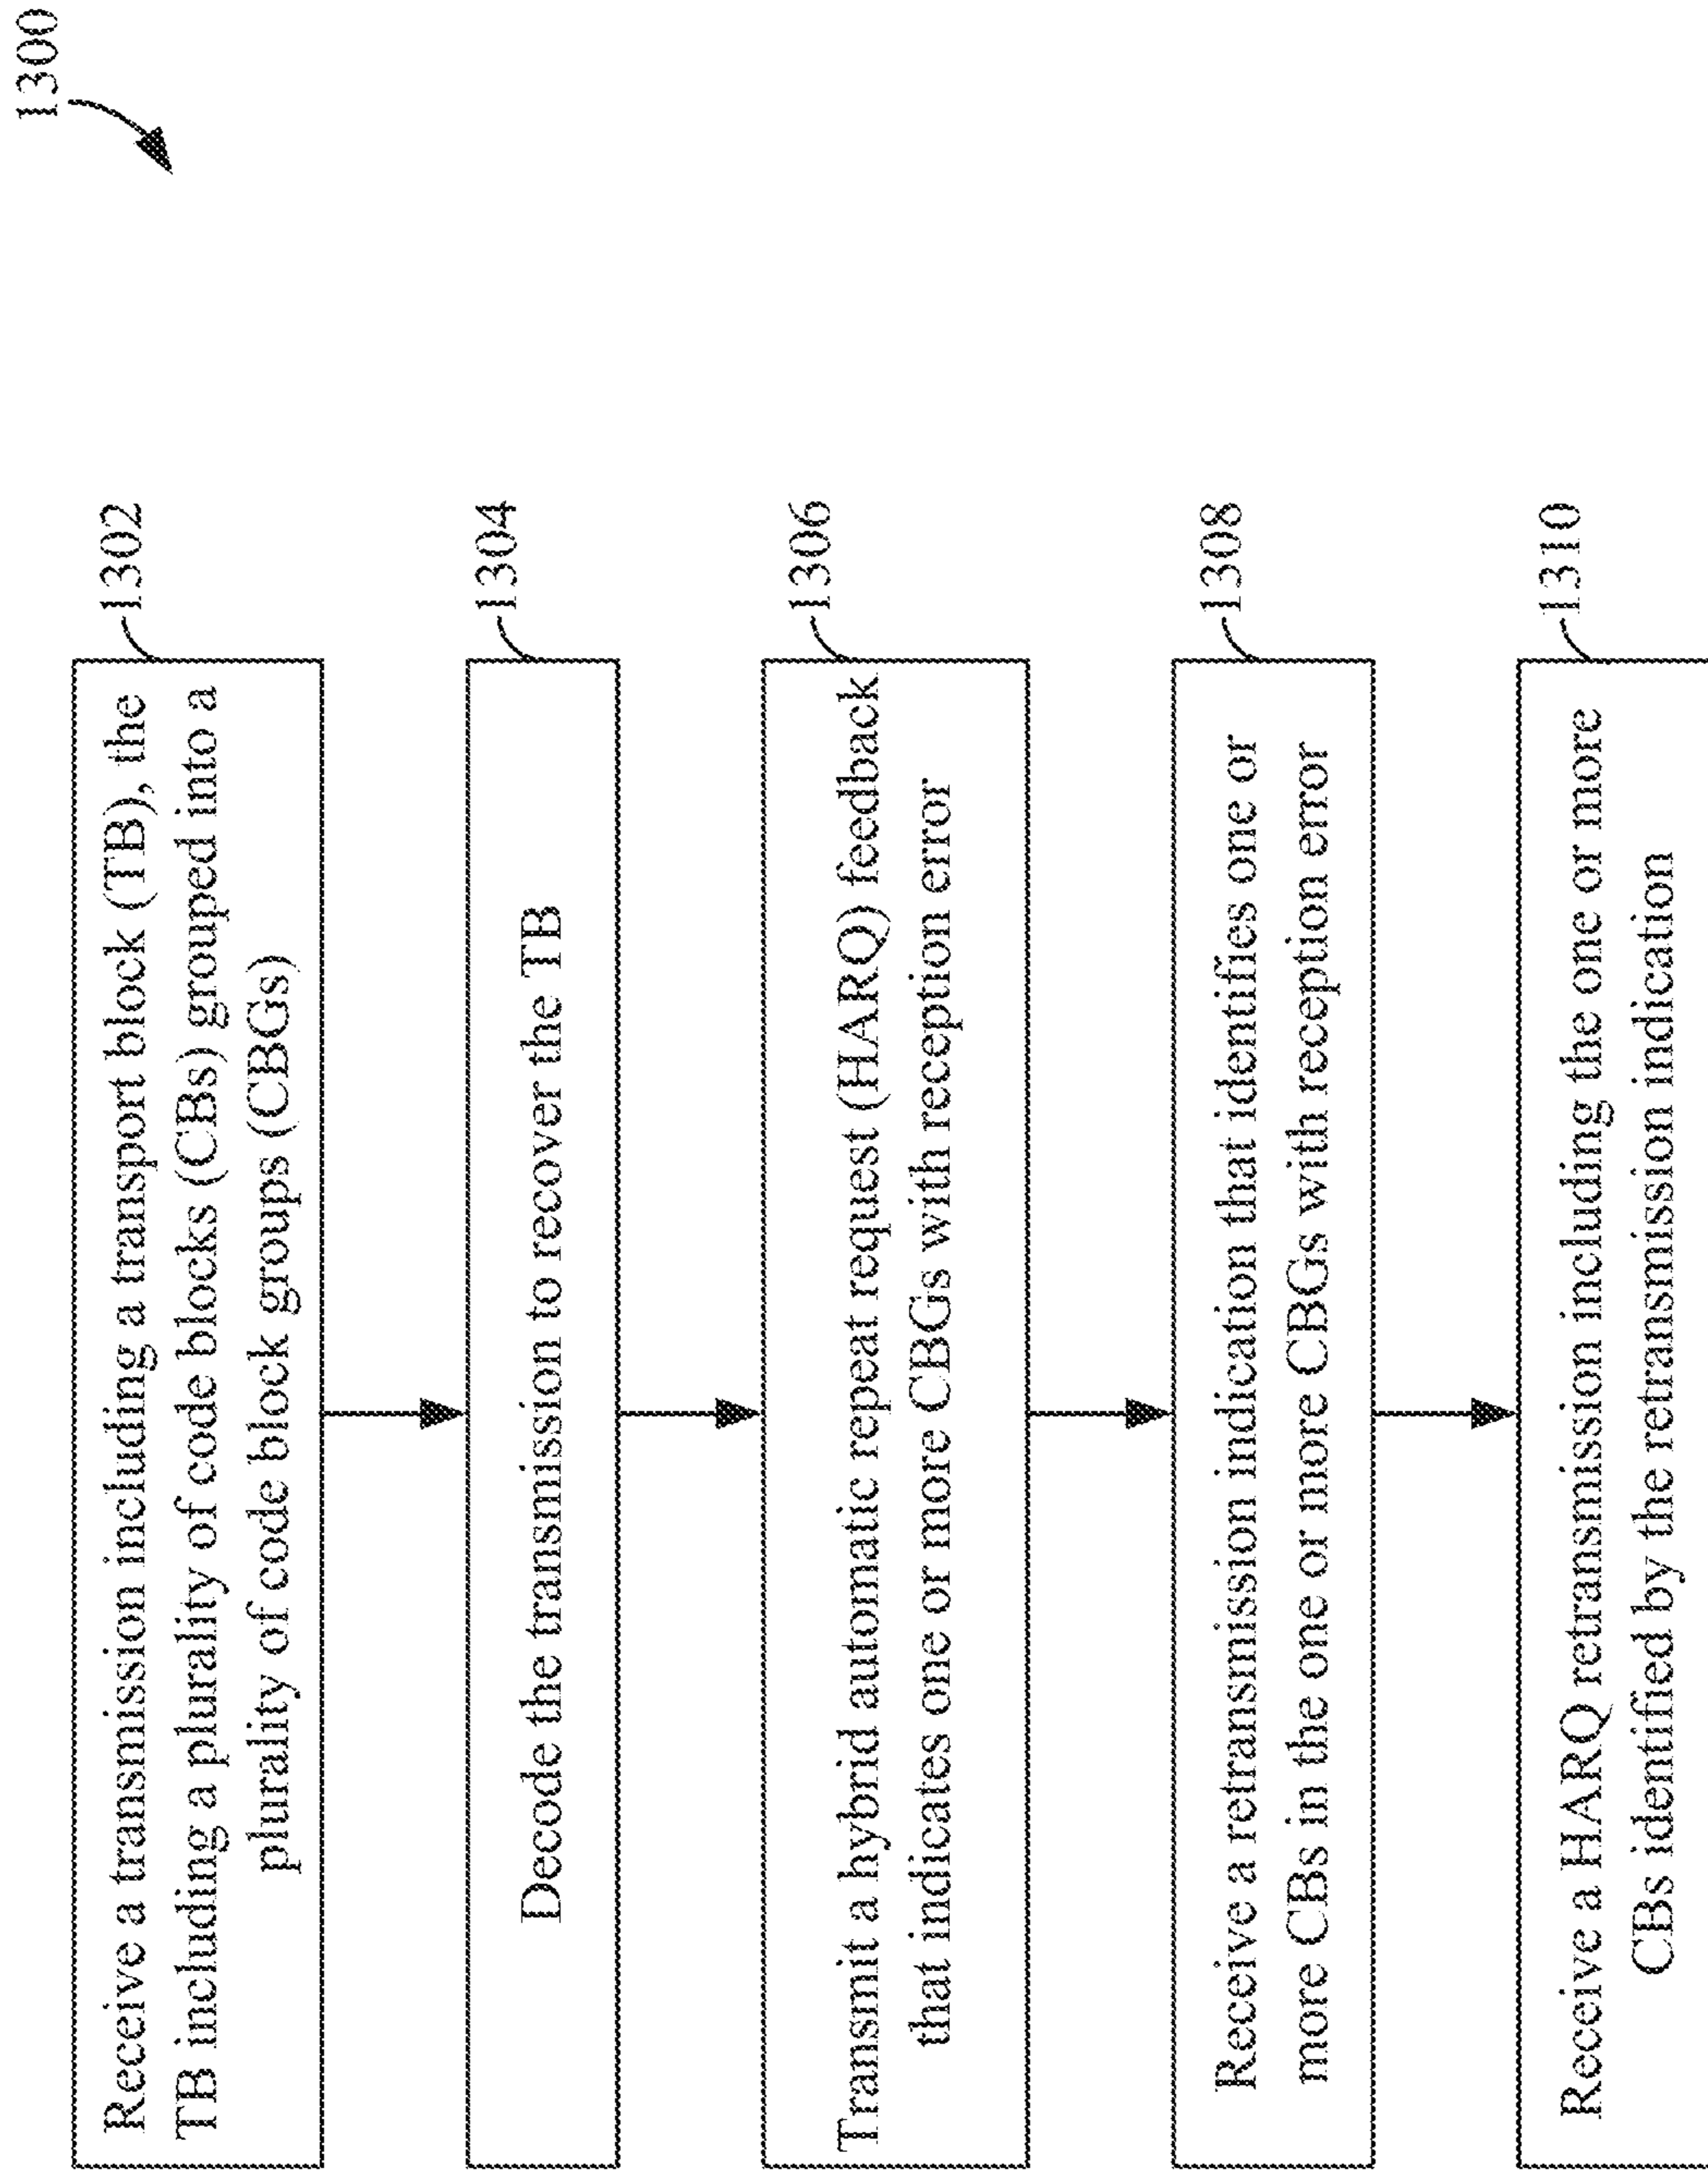 1300
Receive a transmission including a transport block (TB), the
TB including a plurality of code blocks (CBs) grouped into a
plurality of code block groups (CBGs)
1302
Decode the transmission to recover the TB
1304
Transmit a hybrid automatic repeat request (HARQ) feedback
that indicates one or more CBGs with reception error
1306
Receive a retransmission indication that identifies one or
more CBs in the one or more CBGs with reception error
1308
Receive a HARQ retransmission including the one or more
CBs identified by the retransmission indication
1310